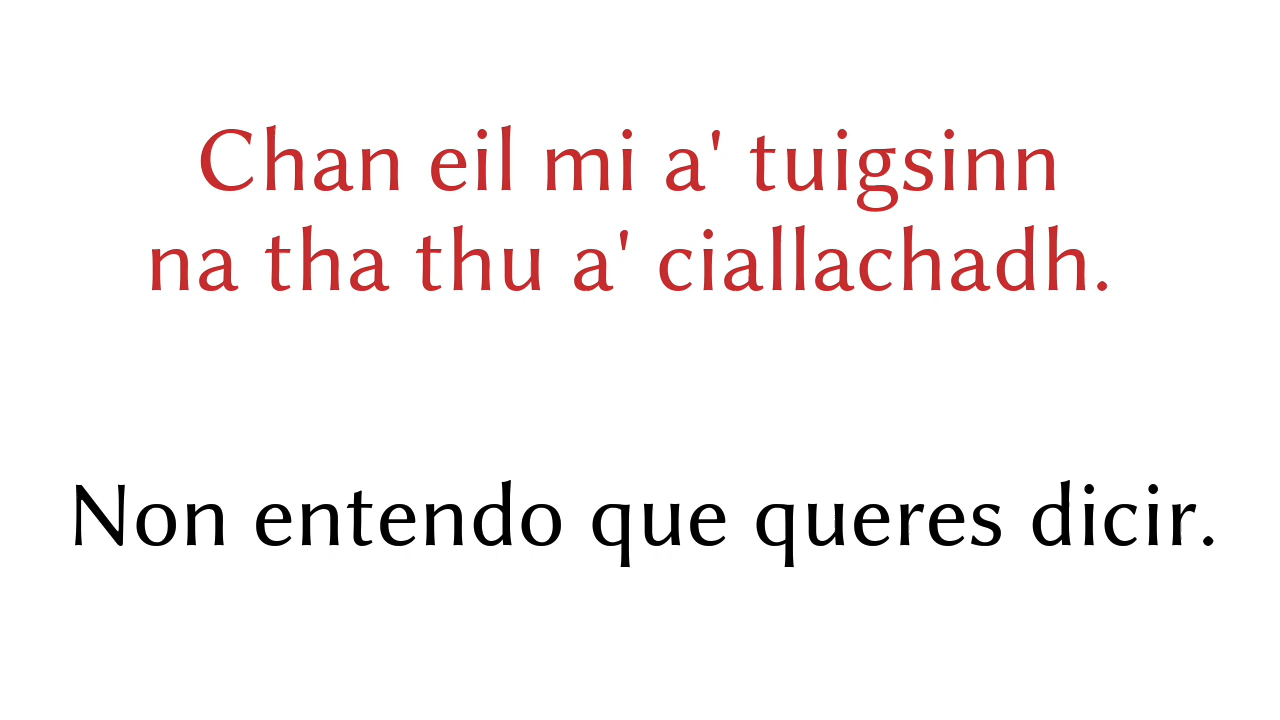 Chan eil mi a' tuigsinn
na tha thu a' ciallachadh.
Non entendo que queres dicir.